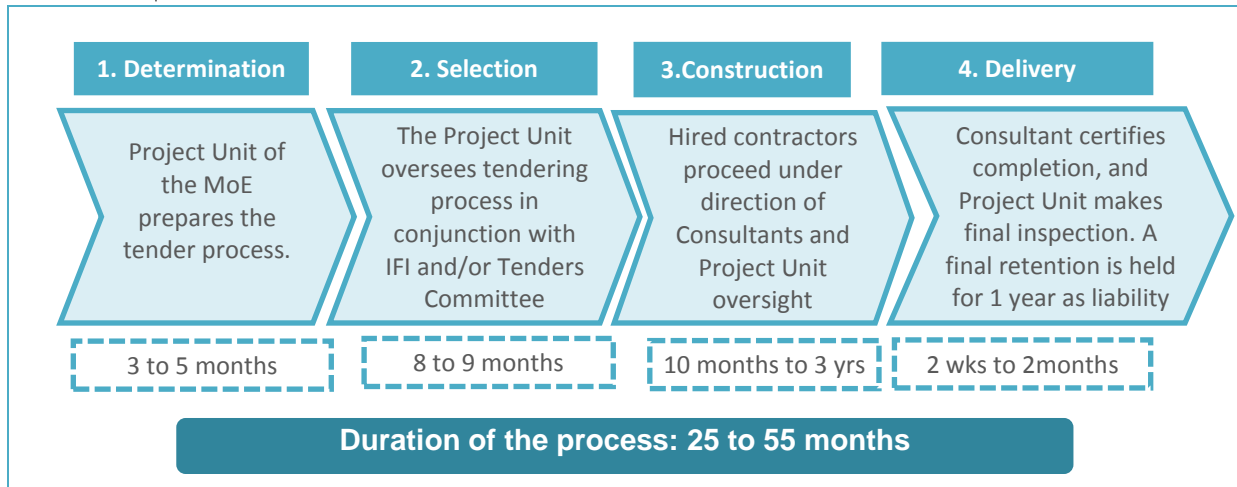 1. Determination
2. Selection
3.Construction
4. Delivery
Project Unit of
the MoE
prepares the
tender process.
The Project Unit
oversees tendering
process in
conjunction with
IFI and/or Tenders
Committee
Hired contractors
proceed under
direction of
Consultants and
Project Unit
oversight
Consultant certifies
completion, and
Project Unit makes
final inspection. A
final retention is held
for 1 year as liability
3 to 5 months
8 to 9 months
10 months to 3 yrs
2 wks to 2months
Duration of the process: 25 to 55 months